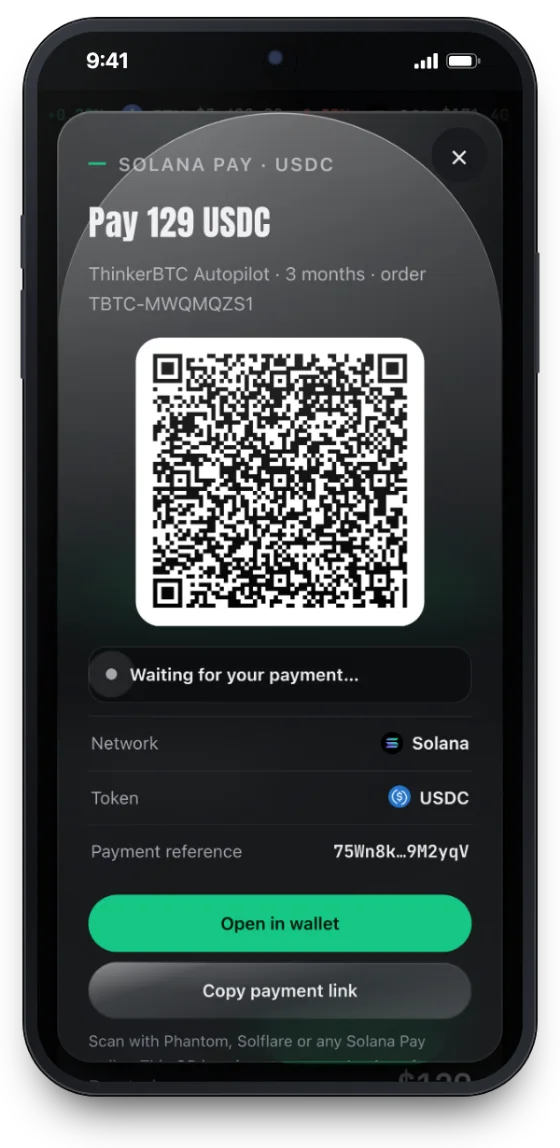 9:41
SOLANA PAY · USDC
Pay 129 USDC
ThinkerBTC Autopilot · 3 months · order
TBTC-MWQMQZS1
Waiting for your payment...
Network Solana
Token USDC
Payment reference 75Wn8k…9M2yqV
Open in wallet
Copy payment link
Scan with Phantom, Solflare or any Solana Pay
$129